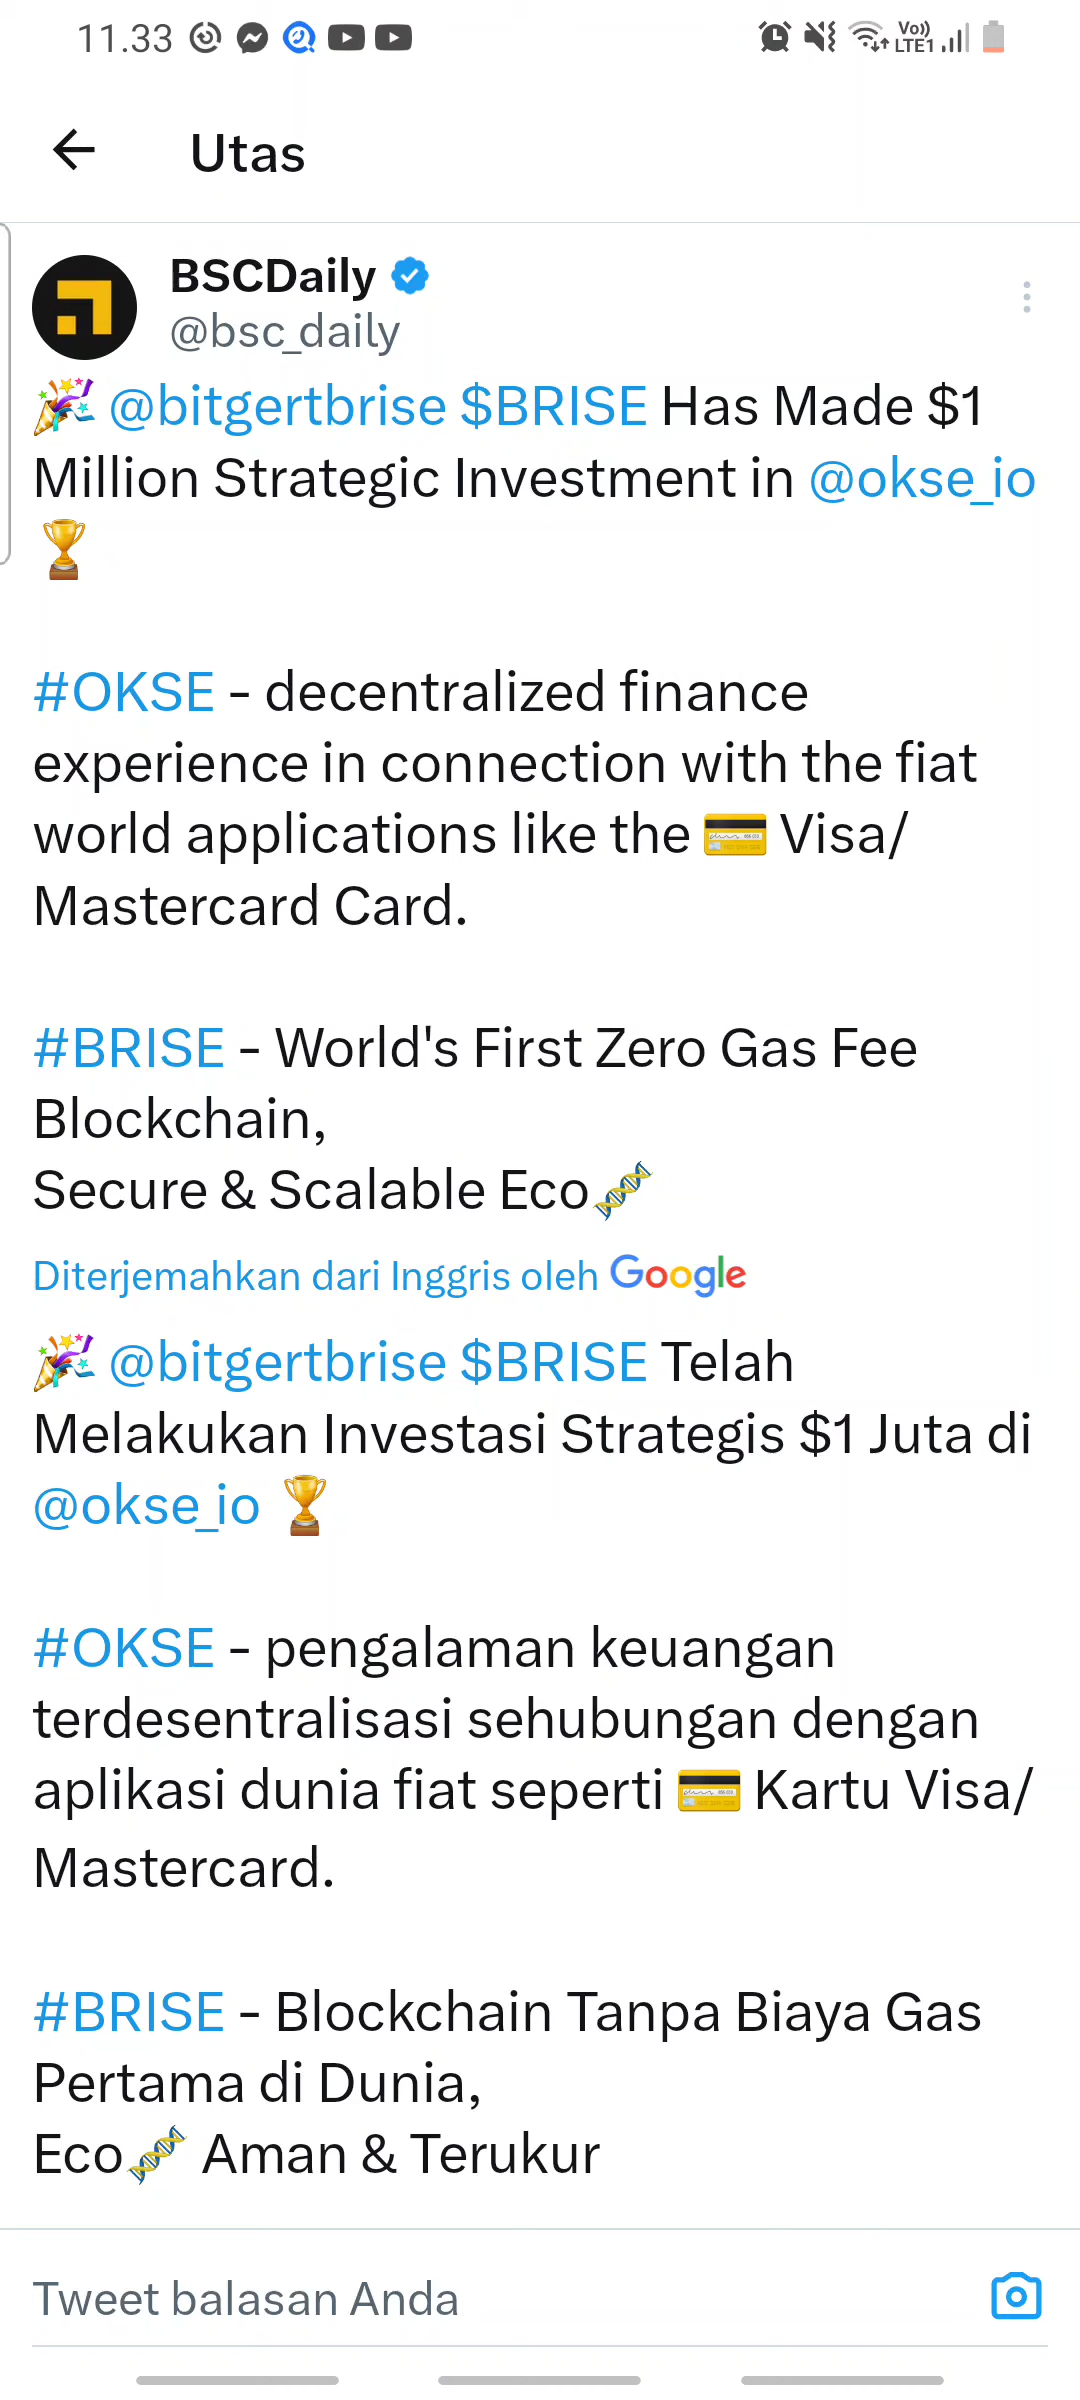 11.33
Vo))
LTE1
Utas
BSCDaily
@bsc_daily
🎉 @bitgertbrise $BRISE Has Made $1
Million Strategic Investment in @okse_io
🏆
#OKSE - decentralized finance
experience in connection with the fiat
world applications like the 💳 Visa/
Mastercard Card.
#BRISE - World's First Zero Gas Fee
Blockchain,
Secure & Scalable Eco🧬
Diterjemahkan dari Inggris oleh Google
🎉 @bitgertbrise $BRISE Telah
Melakukan Investasi Strategis $1 Juta di
@okse_io 🏆
#OKSE - pengalaman keuangan
terdesentralisasi sehubungan dengan
aplikasi dunia fiat seperti 💳 Kartu Visa/
Mastercard.
#BRISE - Blockchain Tanpa Biaya Gas
Pertama di Dunia,
Eco🧬 Aman & Terukur
Tweet balasan Anda